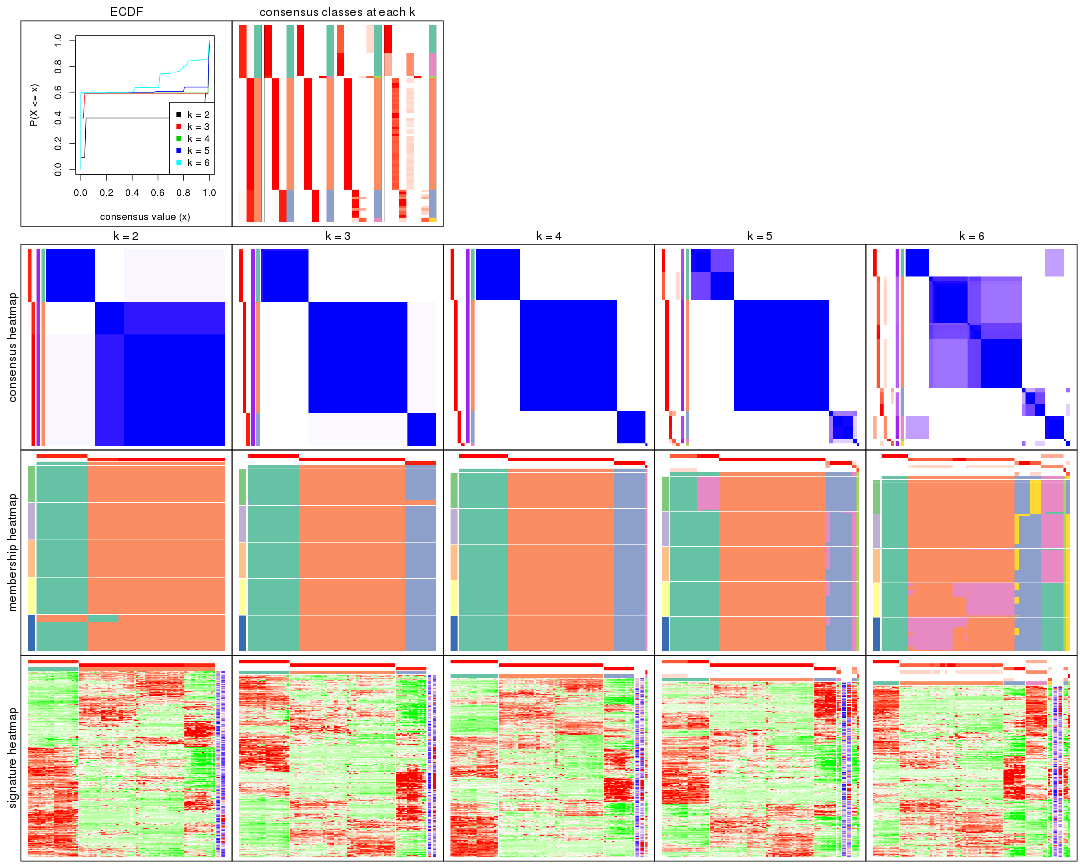 ECDF
consensus classes at each k
P(X <= x)
1.0
0.8
0.6
0.4
0.2
0.0
k = 2
k = 3
k = 4
k = 5
k = 6
0.0 0.2 0.4 0.6 0.8 1.0
consensus value (x)
k = 2
k = 3
k = 4
k = 5
k = 6
consensus heatmap
membership heatmap
signature heatmap